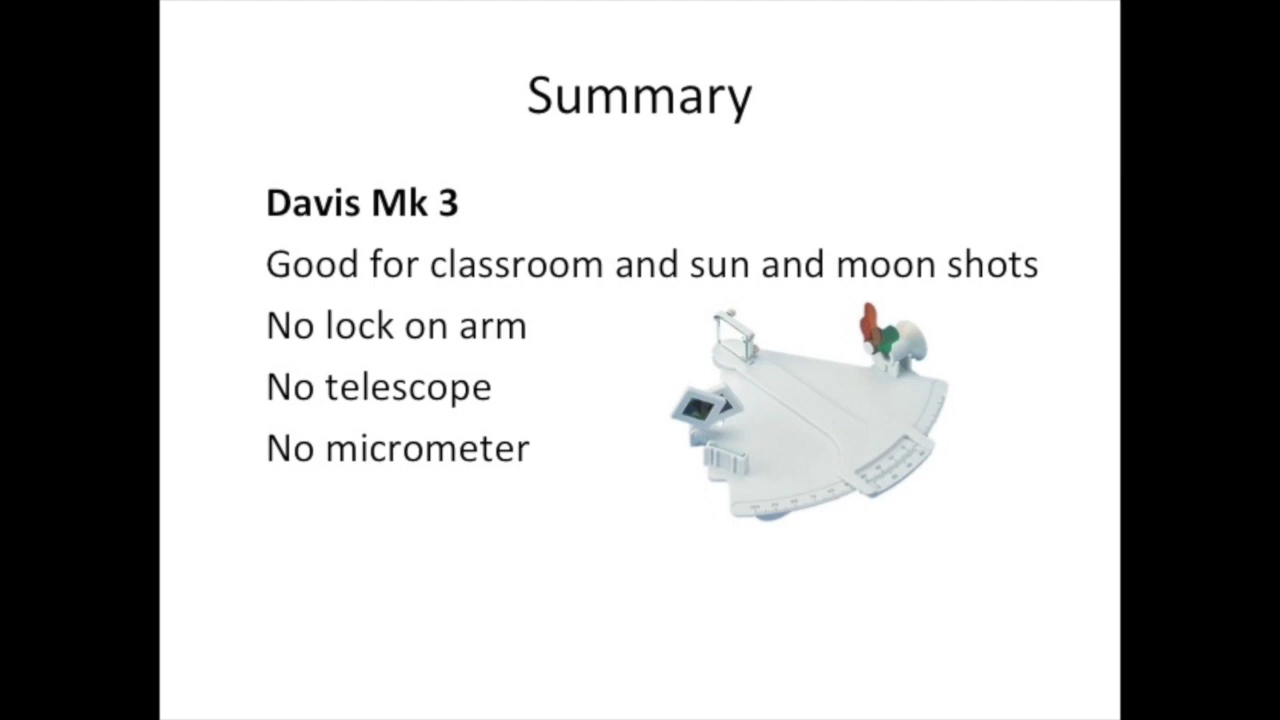 Summary
Davis Mk 3
Good for classroom and sun and moon shots
No lock on arm
No telescope
No micrometer